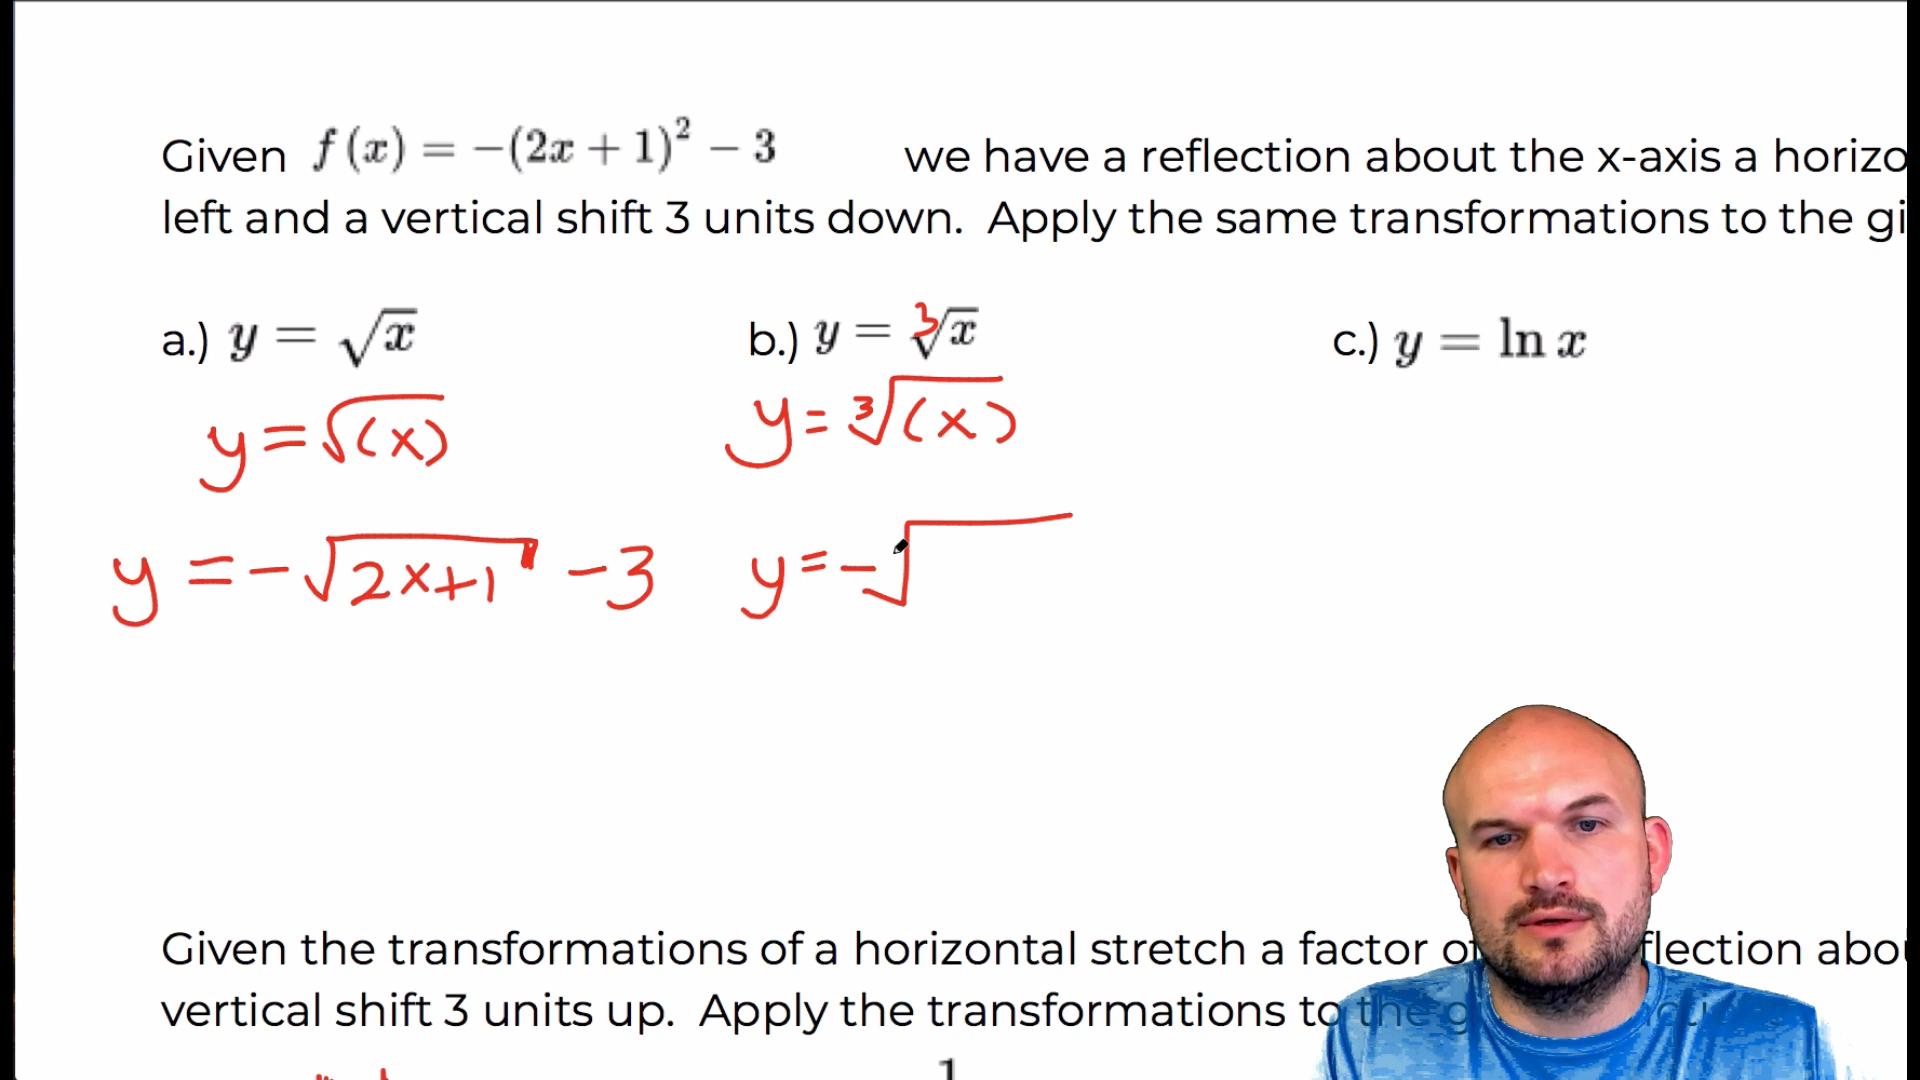 Given f(x) = −(2x + 1)² − 3 we have a reflection about the x-axis a horizo
left and a vertical shift 3 units down. Apply the same transformations to the gi
a.) y = √x b.) y = ∛x c.) y = ln x
y = √(x) y = ∛(x)
y = -√2x+1 - 3 y = -√
Given the transformations of a horizontal stretch a factor of flection abo
vertical shift 3 units up. Apply the transformations to the g
1